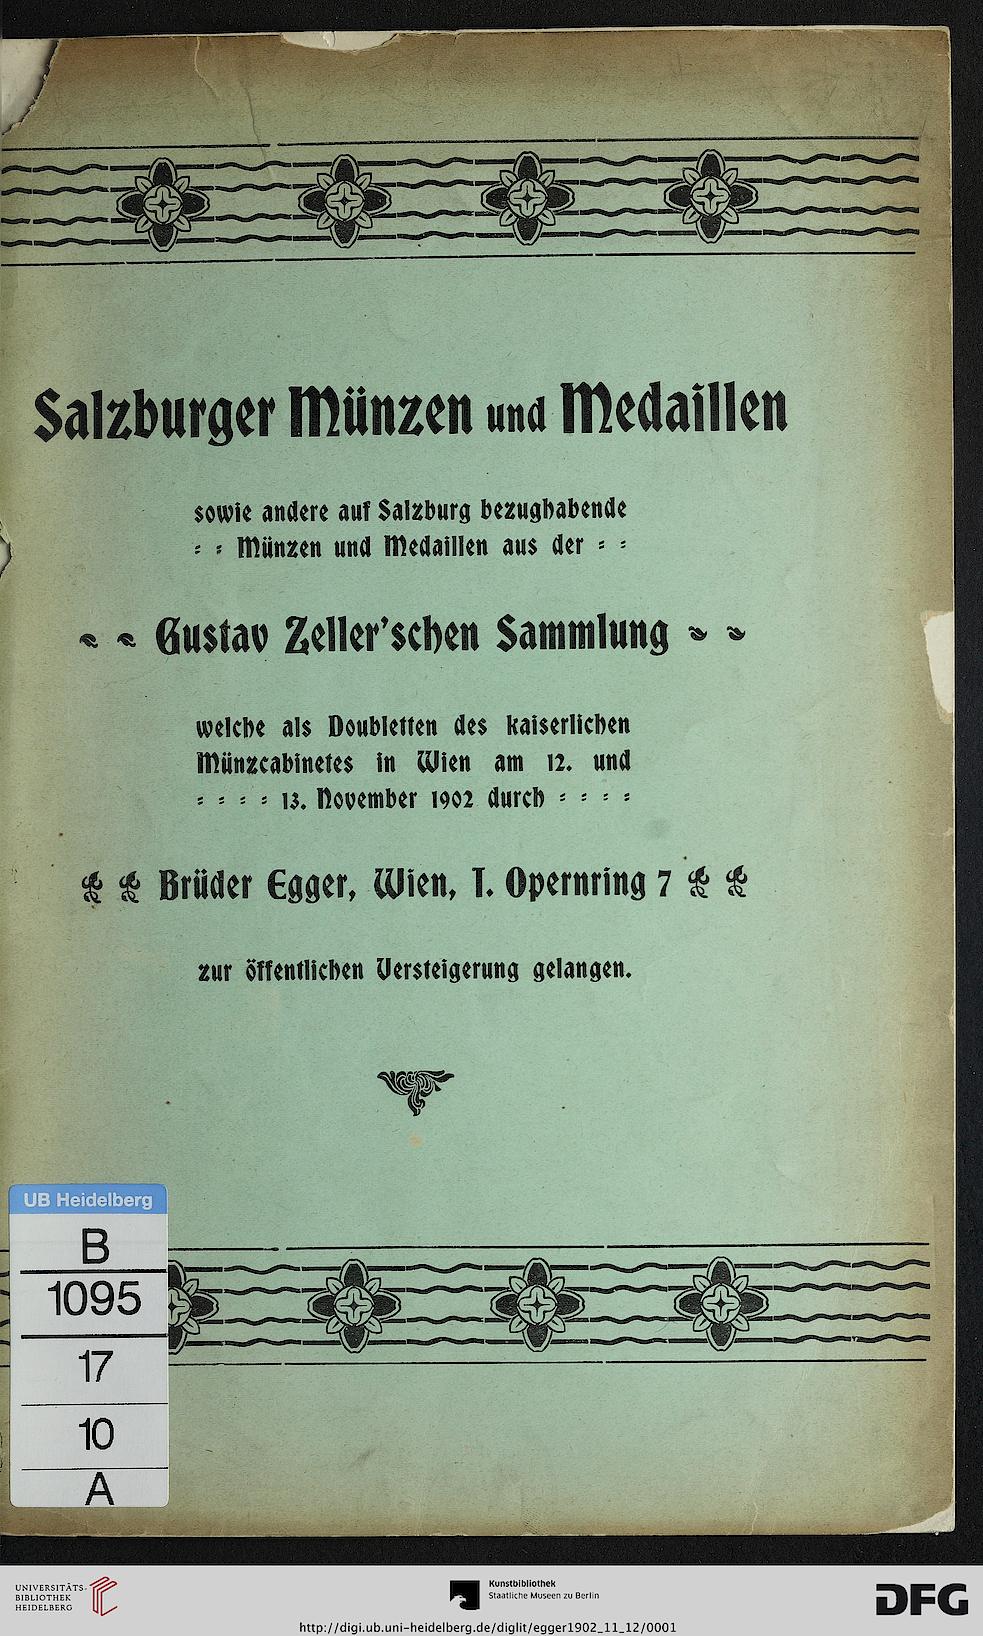 Salzburger Münzen und Medaillen
sowie andere auf Salzburg bezughabende
Münzen und Medaillen aus der
Gustav Zeller'schen Sammlung
welche als Doubletten des kaiserlichen
Münzcabinetes in Wien am 12. und
13. November 1902 durch
Brüder Egger, Wien, I. Opernring 7
zur öffentlichen Versteigerung gelangen.
UB Heidelberg
B
1095
17
10
A
UNIVERSITÄTS-
BIBLIOTHEK
HEIDELBERG
Kunstbibliothek
Staatliche Museen zu Berlin
http://digi.ub.uni-heidelberg.de/diglit/egger1902_11_12/0001
DFG